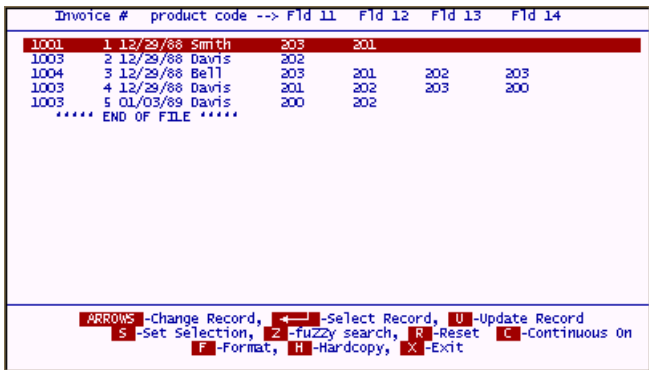 Invoice # product code --> Fld 11 Fld 12 Fld 13 Fld 14
1001 1 12/29/88 Smith 203 201
1003 2 12/29/88 Davis 202
1004 3 12/29/88 Bell 203 201 202 203
1003 4 12/29/88 Davis 201 202 203 200
1003 5 01/03/89 Davis 200 202
***** END OF FILE *****
ARROWS -Change Record, ←┘ -Select Record, U -Update Record
S -Set Selection, Z -fuZZy search, R -Reset C -Continuous On
F -Format, H -Hardcopy, X -Exit